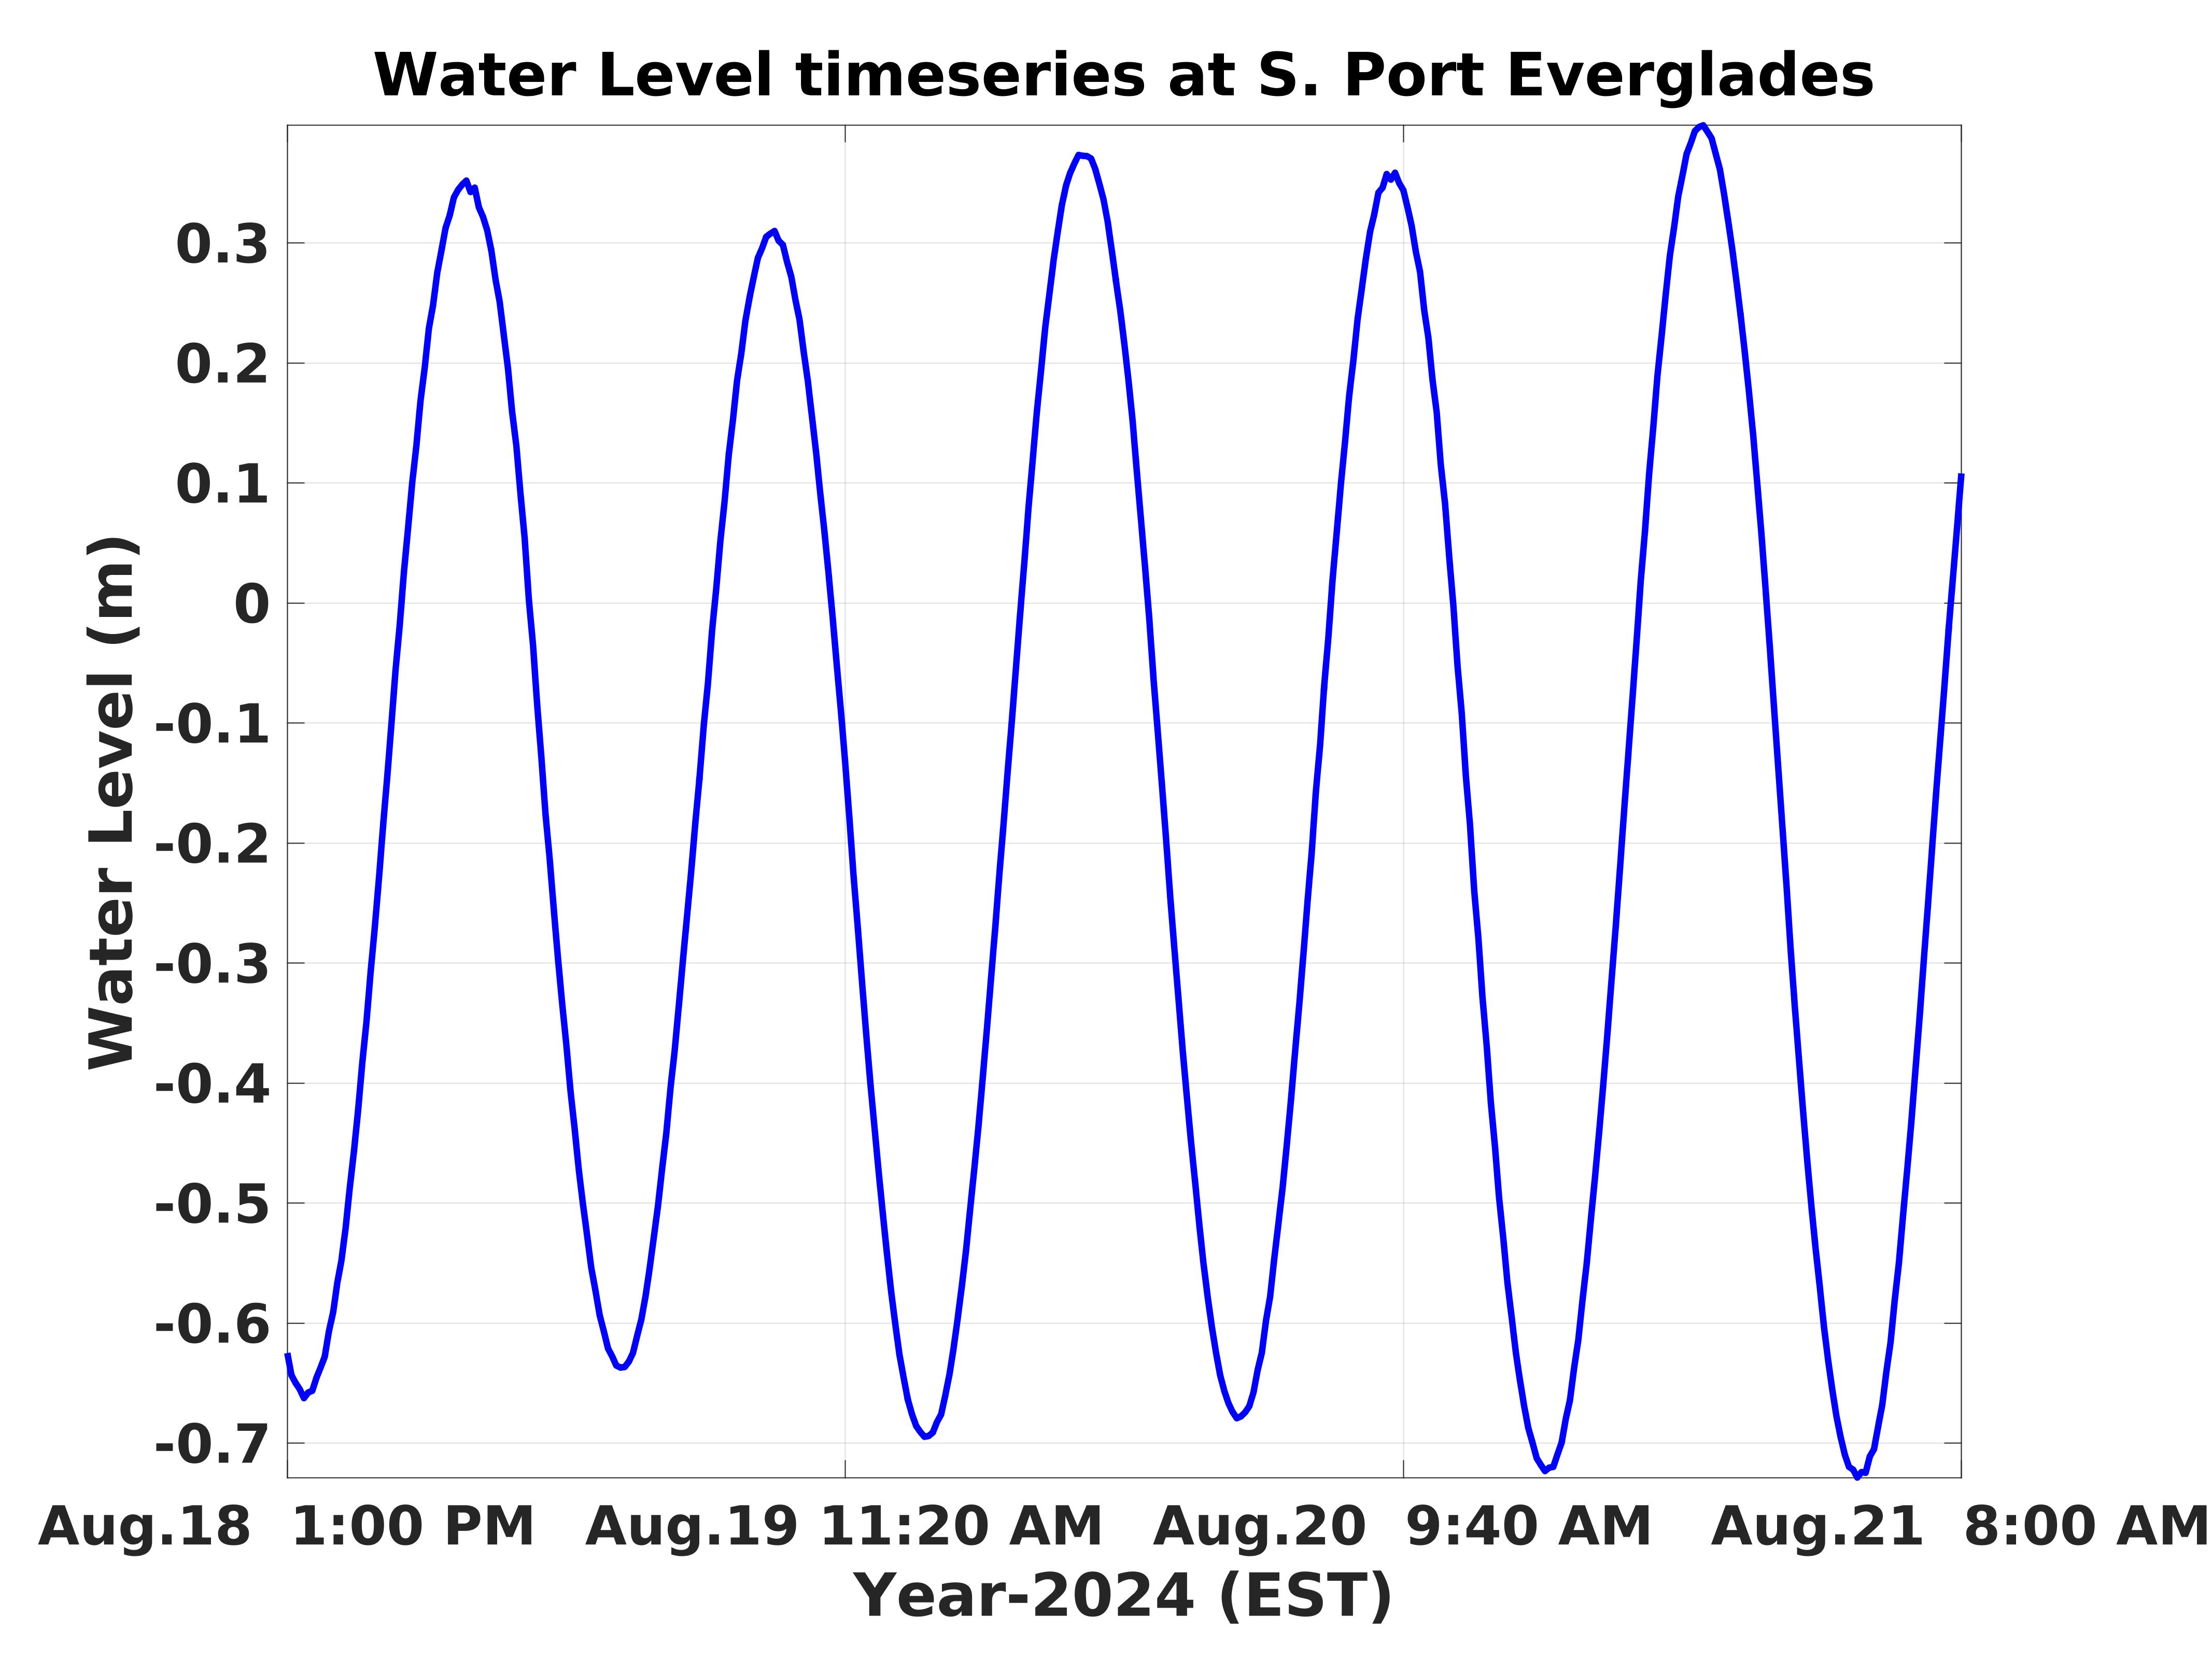 Water Level timeseries at S. Port Everglades
Water Level (m)
0.3
0.2
0.1
0
-0.1
-0.2
-0.3
-0.4
-0.5
-0.6
-0.7
Aug.18 1:00 PM Aug.19 11:20 AM Aug.20 9:40 AM Aug.21 8:00 AM
Year-2024 (EST)